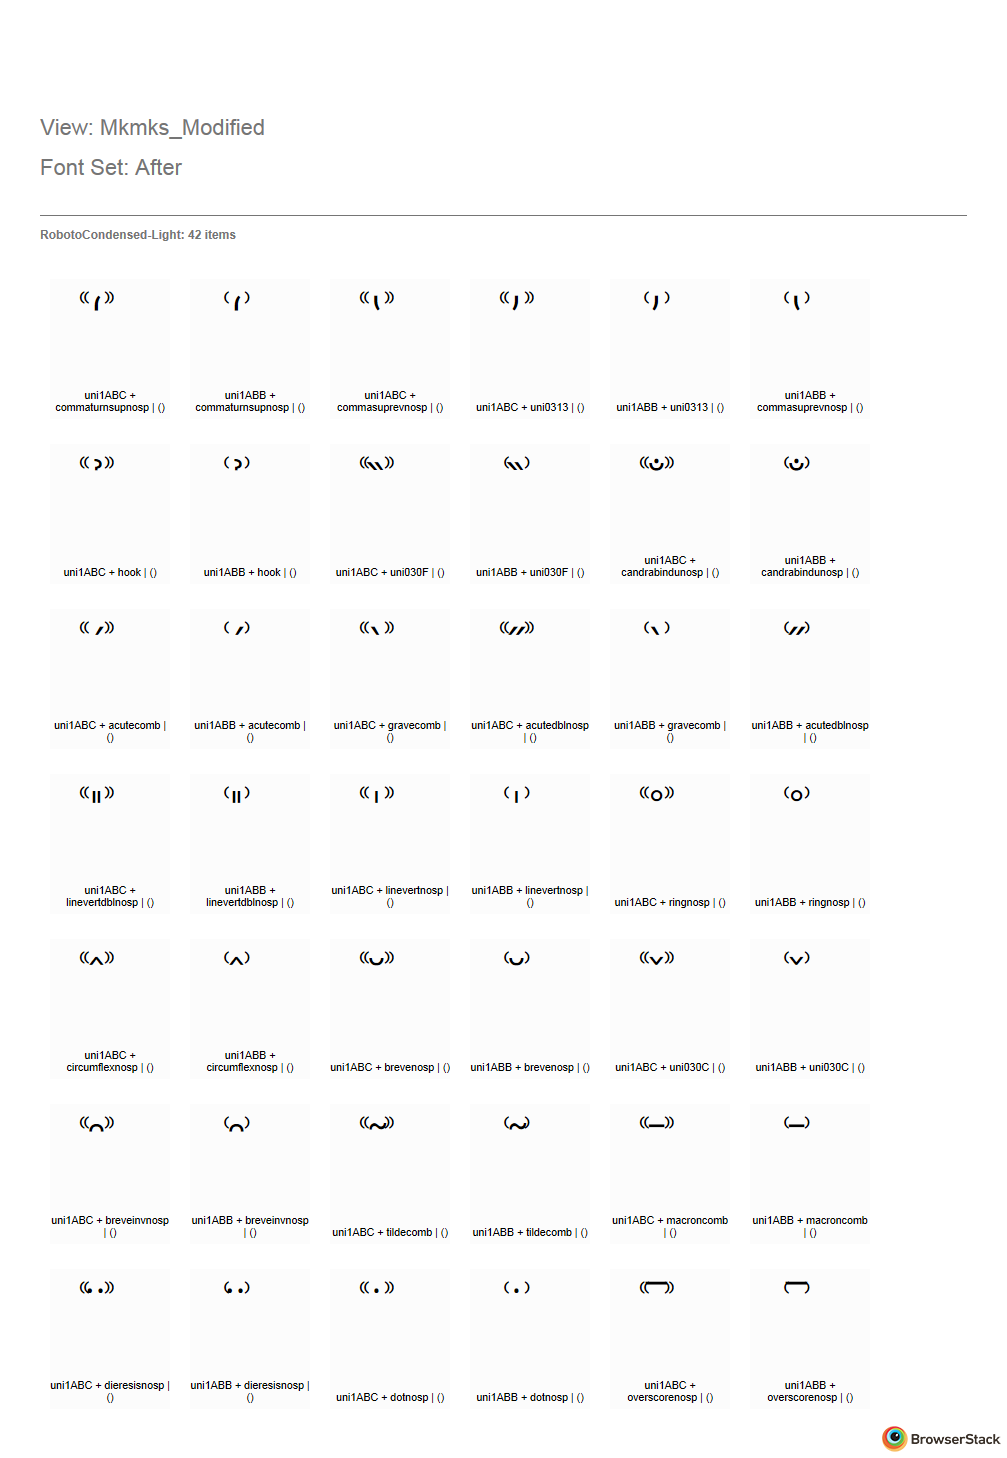 View: Mkmks_Modified
Font Set: After
RobotoCondensed-Light: 42 items
uni1ABC +
commaturnsupnosp | ()
uni1ABB +
commaturnsupnosp | ()
uni1ABC +
commasuprevnosp | ()
uni1ABC + uni0313 | ()
uni1ABB + uni0313 | ()
uni1ABB +
commasuprevnosp | ()
uni1ABC + hook | ()
uni1ABB + hook | ()
uni1ABC + uni030F | ()
uni1ABB + uni030F | ()
uni1ABC +
candrabindunosp | ()
uni1ABB +
candrabindunosp | ()
uni1ABC + acutecomb |
()
uni1ABB + acutecomb |
()
uni1ABC + gravecomb |
()
uni1ABC + acutedblnosp
| ()
uni1ABB + gravecomb |
()
uni1ABB + acutedblnosp
| ()
uni1ABC +
linevertdblnosp | ()
uni1ABB +
linevertdblnosp | ()
uni1ABC + linevertnosp |
()
uni1ABB + linevertnosp |
()
uni1ABC + ringnosp | ()
uni1ABB + ringnosp | ()
uni1ABC +
circumflexnosp | ()
uni1ABB +
circumflexnosp | ()
uni1ABC + brevenosp | ()
uni1ABB + brevenosp | ()
uni1ABC + uni030C | ()
uni1ABB + uni030C | ()
uni1ABC + breveinvnosp
| ()
uni1ABB + breveinvnosp
| ()
uni1ABC + tildecomb | ()
uni1ABB + tildecomb | ()
uni1ABC + macroncomb
| ()
uni1ABB + macroncomb
| ()
uni1ABC + dieresisnosp |
()
uni1ABB + dieresisnosp |
()
uni1ABC + dotnosp | ()
uni1ABB + dotnosp | ()
uni1ABC +
overscorenosp | ()
uni1ABB +
overscorenosp | ()
BrowserStack